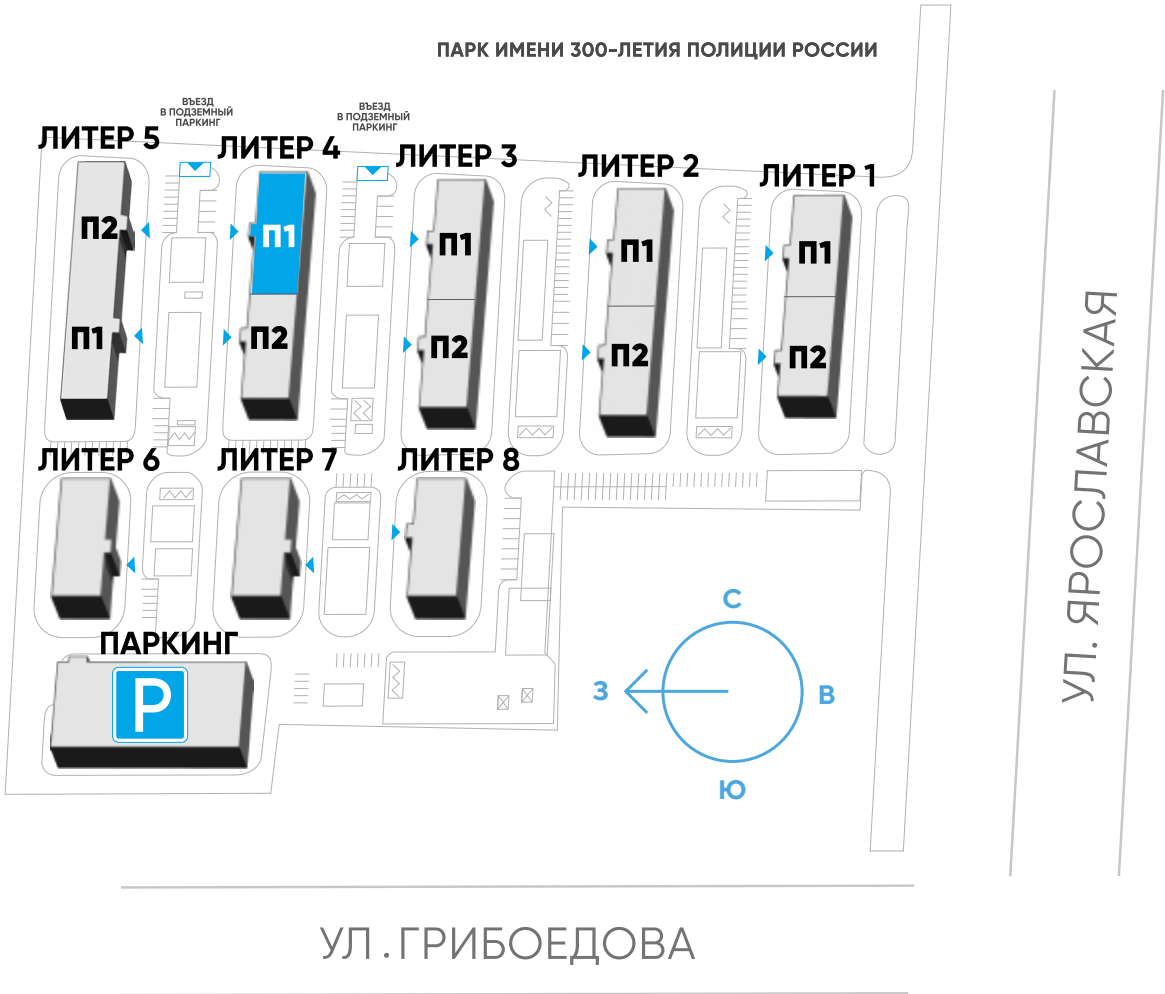 ПАРК ИМЕНИ 300-ЛЕТИЯ ПОЛИЦИИ РОССИИ
ВЪЕЗД
В ПОДЗЕМНЫЙ
ПАРКИНГ
ВЪЕЗД
В ПОДЗЕМНЫЙ
ПАРКИНГ
ЛИТЕР 5
ЛИТЕР 4
ЛИТЕР 3
ЛИТЕР 2
ЛИТЕР 1
П2
П1
П1
П1
П1
П1
П2
П2
П2
П2
ЛИТЕР 6
ЛИТЕР 7
ЛИТЕР 8
ПАРКИНГ
P
С
З
В
Ю
УЛ. ЯРОСЛАВСКАЯ
УЛ.ГРИБОЕДОВА